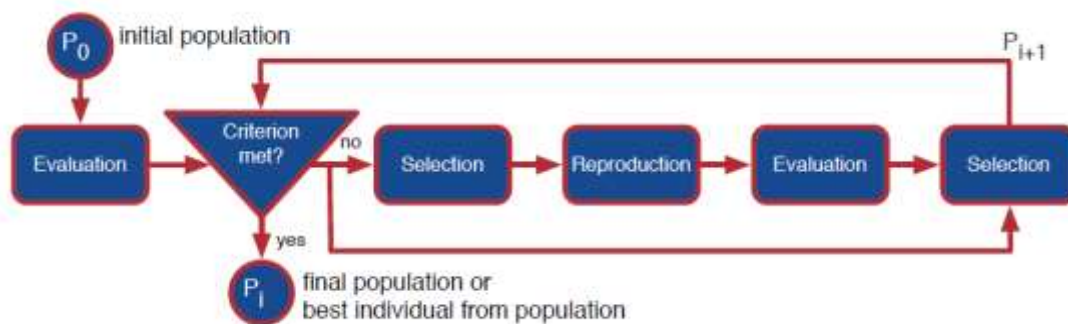 P0 initial population
Pi+1
Criterion
met?
no
Evaluation
Selection
Reproduction
Evaluation
Selection
yes
Pi
final population or
best individual from population